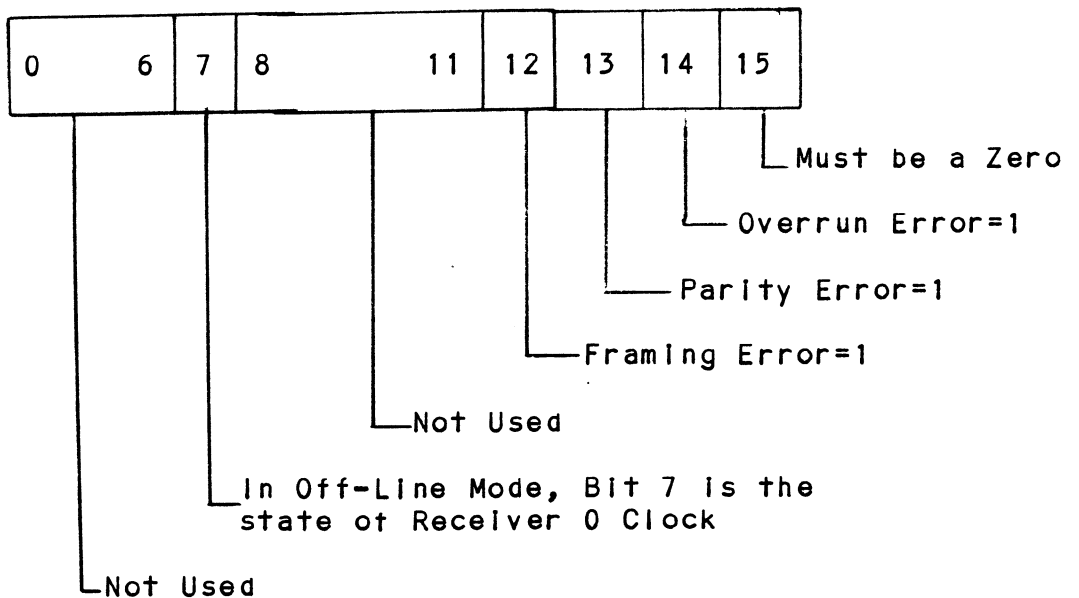 0 6 7 8 11 12 13 14 15
Must be a Zero
Overrun Error=1
Parity Error=1
Framing Error=1
Not Used
In Off-Line Mode, Bit 7 is the
state of Receiver 0 Clock
Not Used